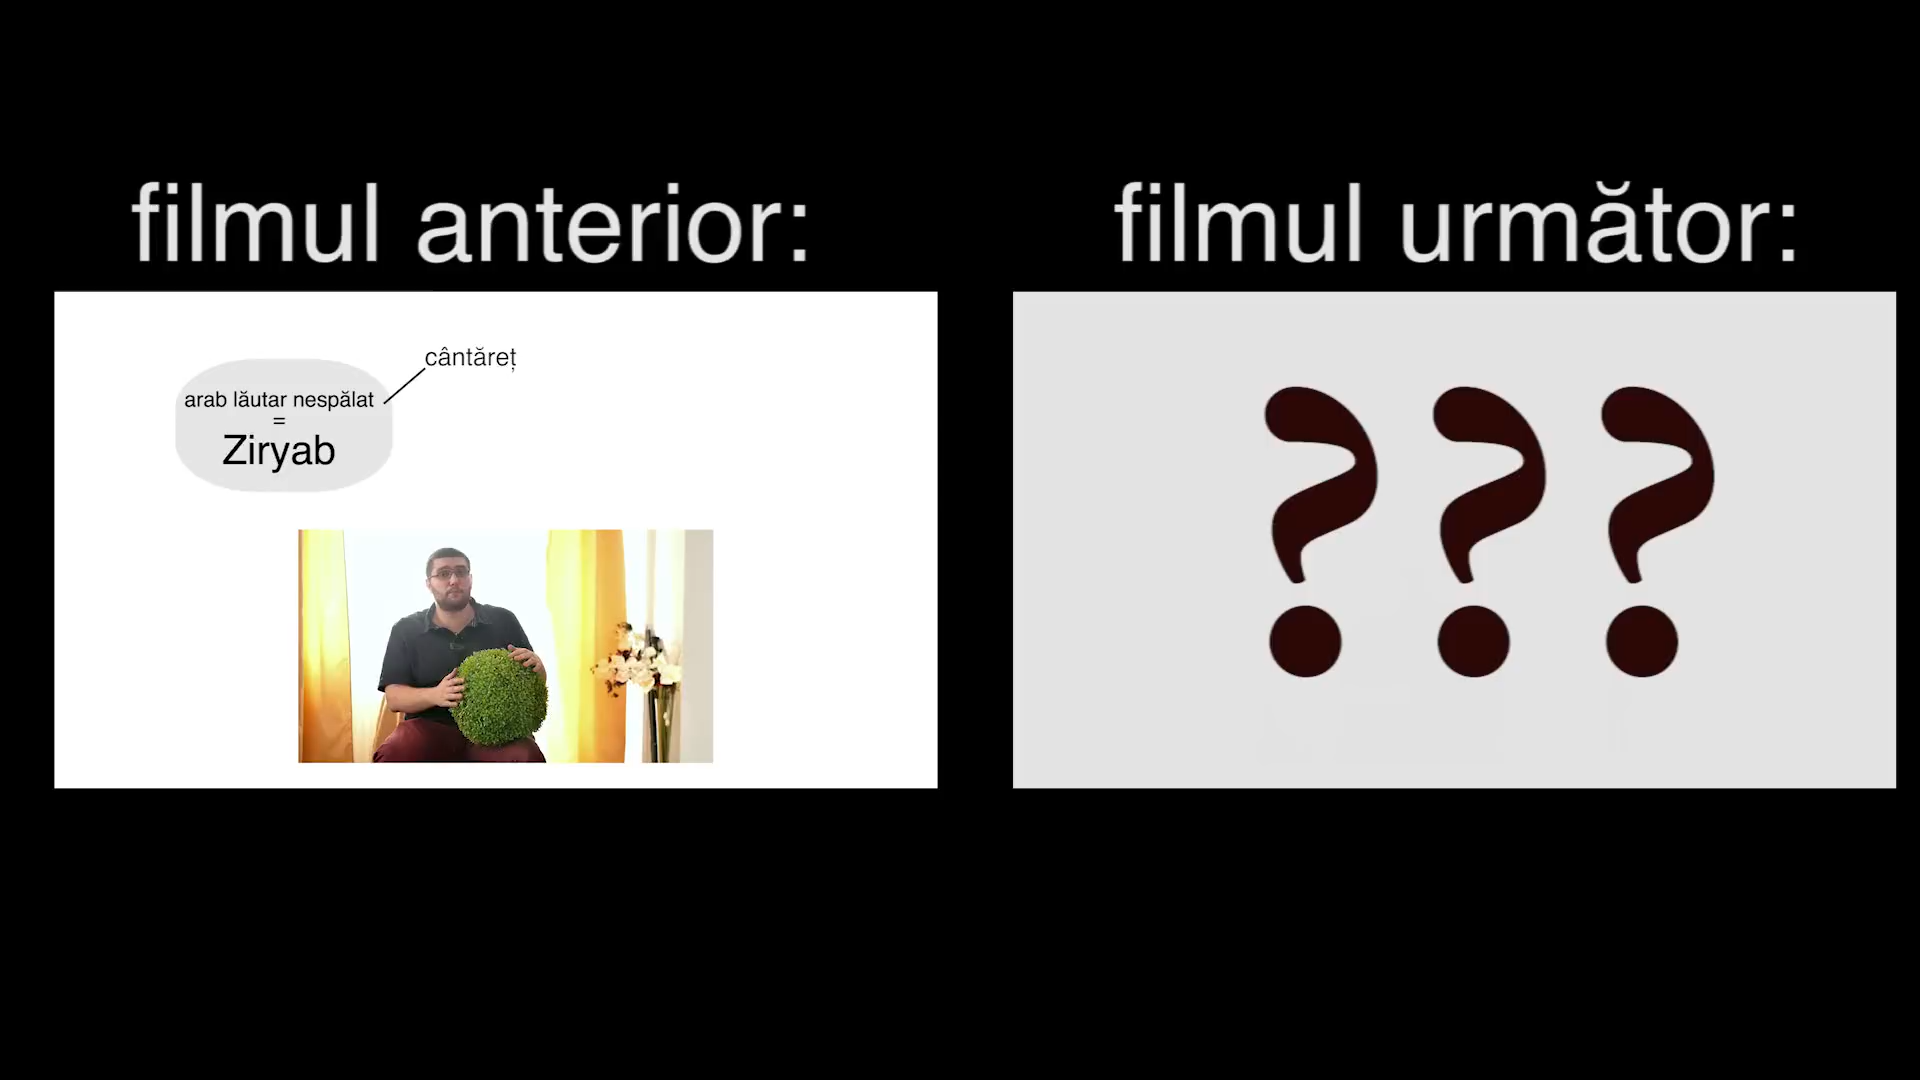 filmul anterior:
filmul următor:
cântăreț
arab lăutar nespălat
=
Ziryab
???